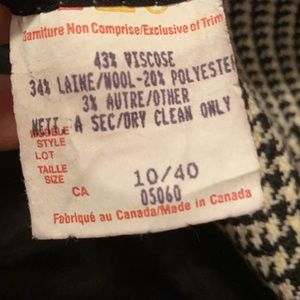 Garniture Non Comprise/Exclusive of Trim
43% VISCOSE
34% LAINE/WOOL-20% POLYESTER
3% AUTRE/OTHER
NETT. A SEC/DRY CLEAN ONLY
MODELE
STYLE
LOT
TAILLE 10/40
SIZE
CA 05060
Fabriqué au Canada/Made in Canada